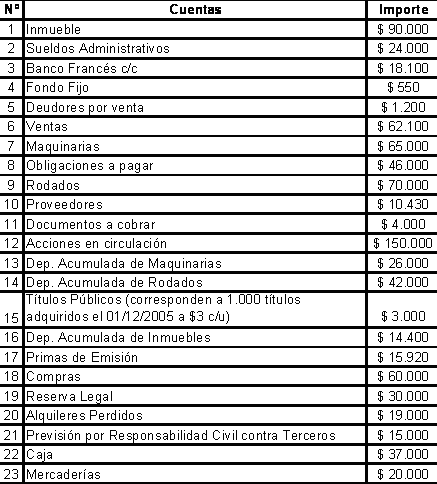 Nº Cuentas Importe
1 Inmueble $ 90.000
2 Sueldos Administrativos $ 24.000
3 Banco Francés c/c $ 18.100
4 Fondo Fijo $ 550
5 Deudores por venta $ 1.200
6 Ventas $ 62.100
7 Maquinarias $ 65.000
8 Obligaciones a pagar $ 46.000
9 Rodados $ 70.000
10 Proveedores $ 10.430
11 Documentos a cobrar $ 4.000
12 Acciones en circulación $ 150.000
13 Dep. Acumulada de Maquinarias $ 26.000
14 Dep. Acumulada de Rodados $ 42.000
Títulos Públicos (corresponden a 1.000 títulos
15 adquiridos el 01/12/2005 a $3 c/u) $ 3.000
16 Dep. Acumulada de Inmuebles $ 14.400
17 Primas de Emisión $ 15.920
18 Compras $ 60.000
19 Reserva Legal $ 30.000
20 Alquileres Perdidos $ 19.000
21 Previsión por Responsabilidad Civil contra Terceros $ 15.000
22 Caja $ 37.000
23 Mercaderías $ 20.000